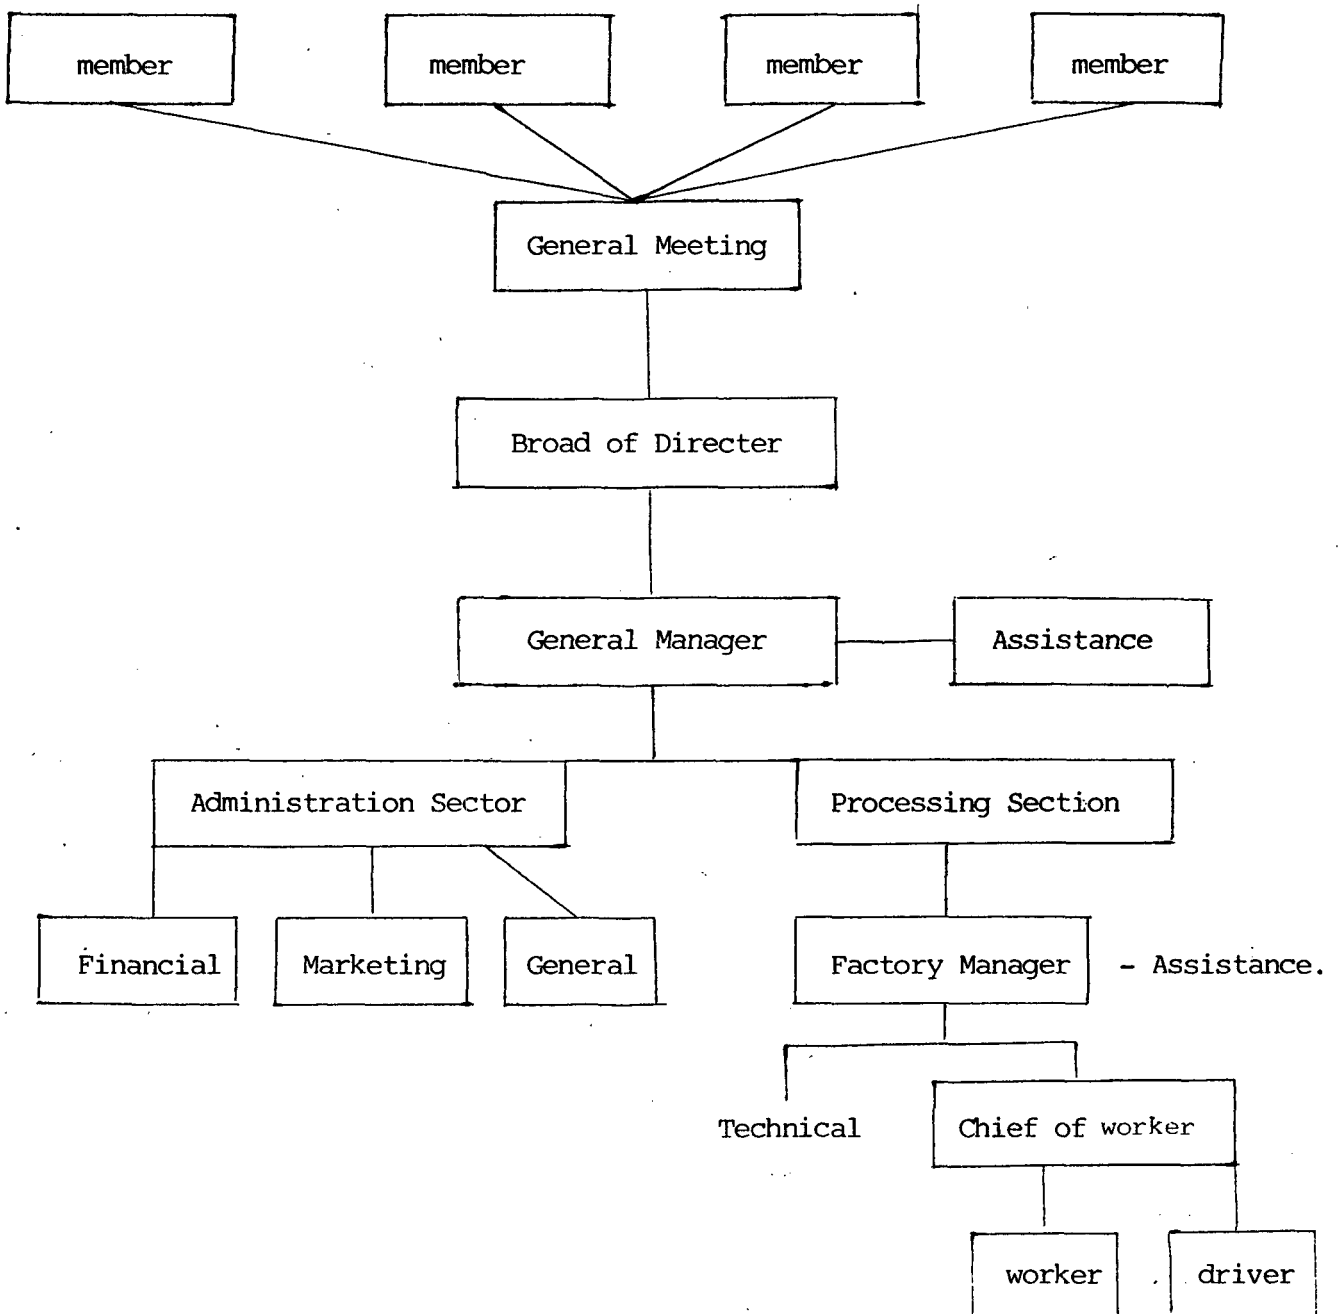 member member member member
General Meeting
Broad of Directer
General Manager Assistance
Administration Sector Processing Section
Financial Marketing General Factory Manager - Assistance.
Technical Chief of worker
worker driver